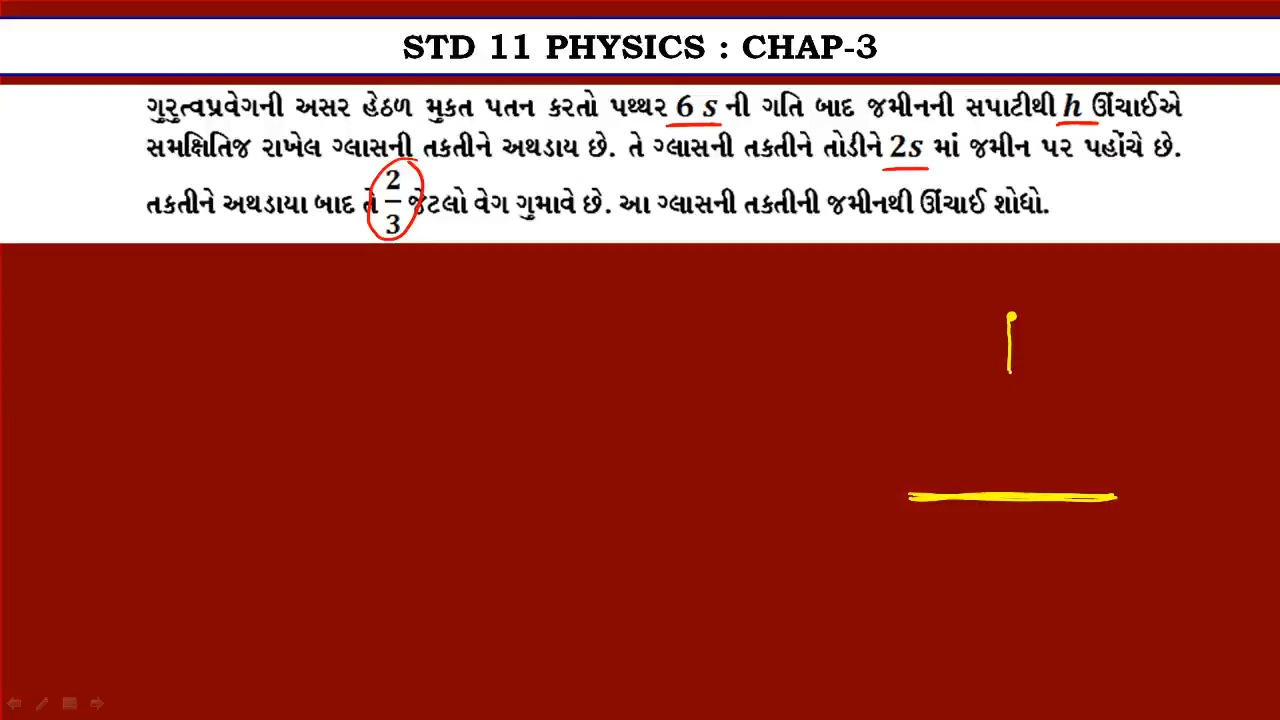 STD 11 PHYSICS : CHAP-3
ગુરુત્વપ્રવેગની અસર હેઠળ મુકત પતન કરતો પથ્થર 6 s ની ગતિ બાદ જમીનની સપાટીથી h ઊંચાઈએ
સમક્ષિતિજ રાખેલ ગ્લાસની તકતીને અથડાય છે. તે ગ્લાસની તકતીને તોડીને 2s માં જમીન પર પહોંચે છે.
તકતીને અથડાયા બાદ તે 2/3 જેટલો વેગ ગુમાવે છે. આ ગ્લાસની તકતીની જમીનથી ઊંચાઈ શોધો.